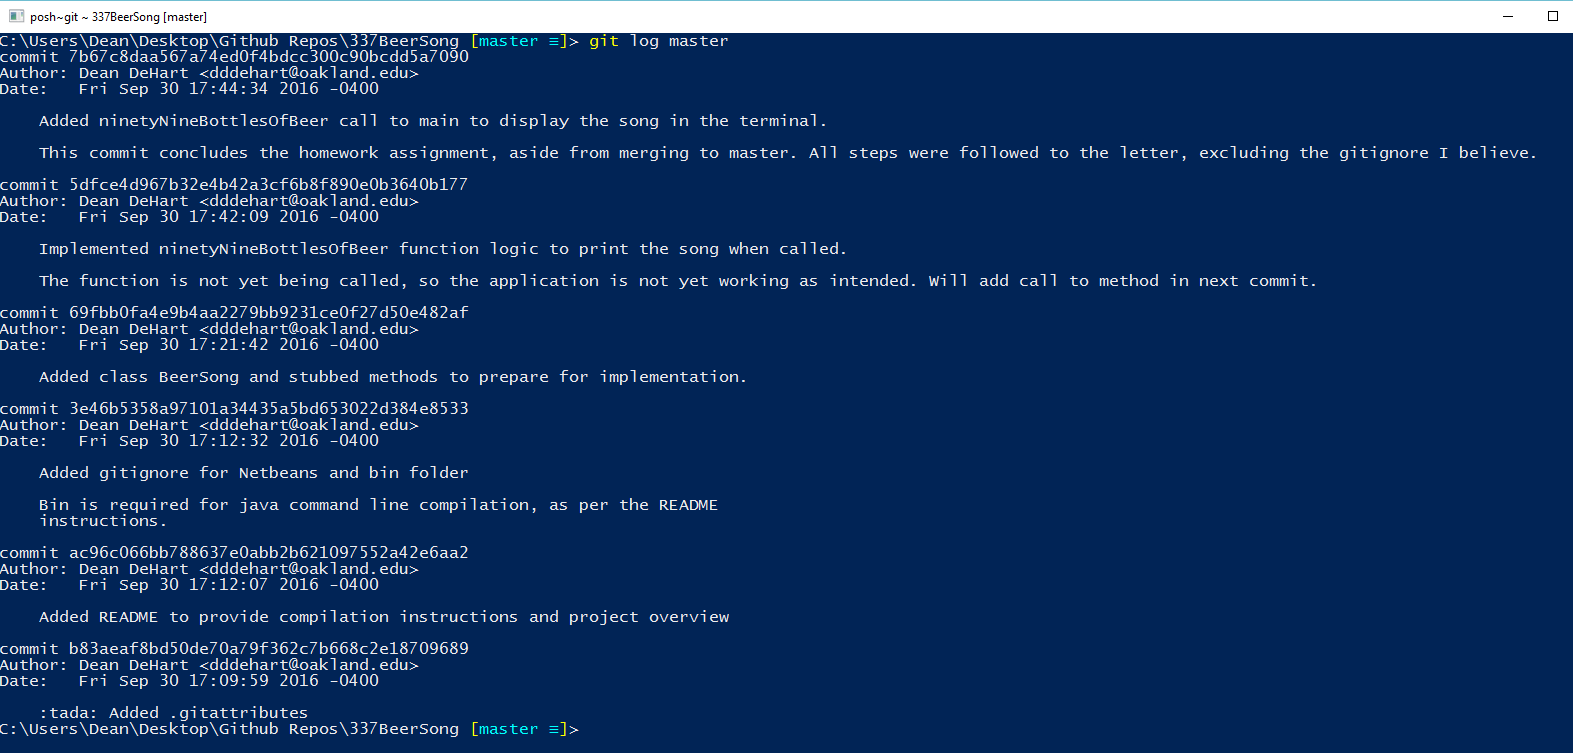 posh~git ~ 337BeerSong [master]
C:\Users\Dean\Desktop\Github Repos\337BeerSong [master ≡]> git log master
commit 7b67c8daa567a74ed0f4bdcc300c90bcdd5a7090
Author: Dean DeHart <dddehart@oakland.edu>
Date:   Fri Sep 30 17:44:34 2016 -0400
    Added ninetyNineBottlesOfBeer call to main to display the song in the terminal.
    This commit concludes the homework assignment, aside from merging to master. All steps were followed to the letter, excluding the gitignore I believe.
commit 5dfce4d967b32e4b42a3cf6b8f890e0b3640b177
Author: Dean DeHart <dddehart@oakland.edu>
Date:   Fri Sep 30 17:42:09 2016 -0400
    Implemented ninetyNineBottlesOfBeer function logic to print the song when called.
    The function is not yet being called, so the application is not yet working as intended. Will add call to method in next commit.
commit 69fbb0fa4e9b4aa2279bb9231ce0f27d50e482af
Author: Dean DeHart <dddehart@oakland.edu>
Date:   Fri Sep 30 17:21:42 2016 -0400
    Added class BeerSong and stubbed methods to prepare for implementation.
commit 3e46b5358a97101a34435a5bd653022d384e8533
Author: Dean DeHart <dddehart@oakland.edu>
Date:   Fri Sep 30 17:12:32 2016 -0400
    Added gitignore for Netbeans and bin folder
    Bin is required for java command line compilation, as per the README
    instructions.
commit ac96c066bb788637e0abb2b621097552a42e6aa2
Author: Dean DeHart <dddehart@oakland.edu>
Date:   Fri Sep 30 17:12:07 2016 -0400
    Added README to provide compilation instructions and project overview
commit b83aeaf8bd50de70a79f362c7b668c2e18709689
Author: Dean DeHart <dddehart@oakland.edu>
Date:   Fri Sep 30 17:09:59 2016 -0400
    :tada: Added .gitattributes
C:\Users\Dean\Desktop\Github Repos\337BeerSong [master ≡]>